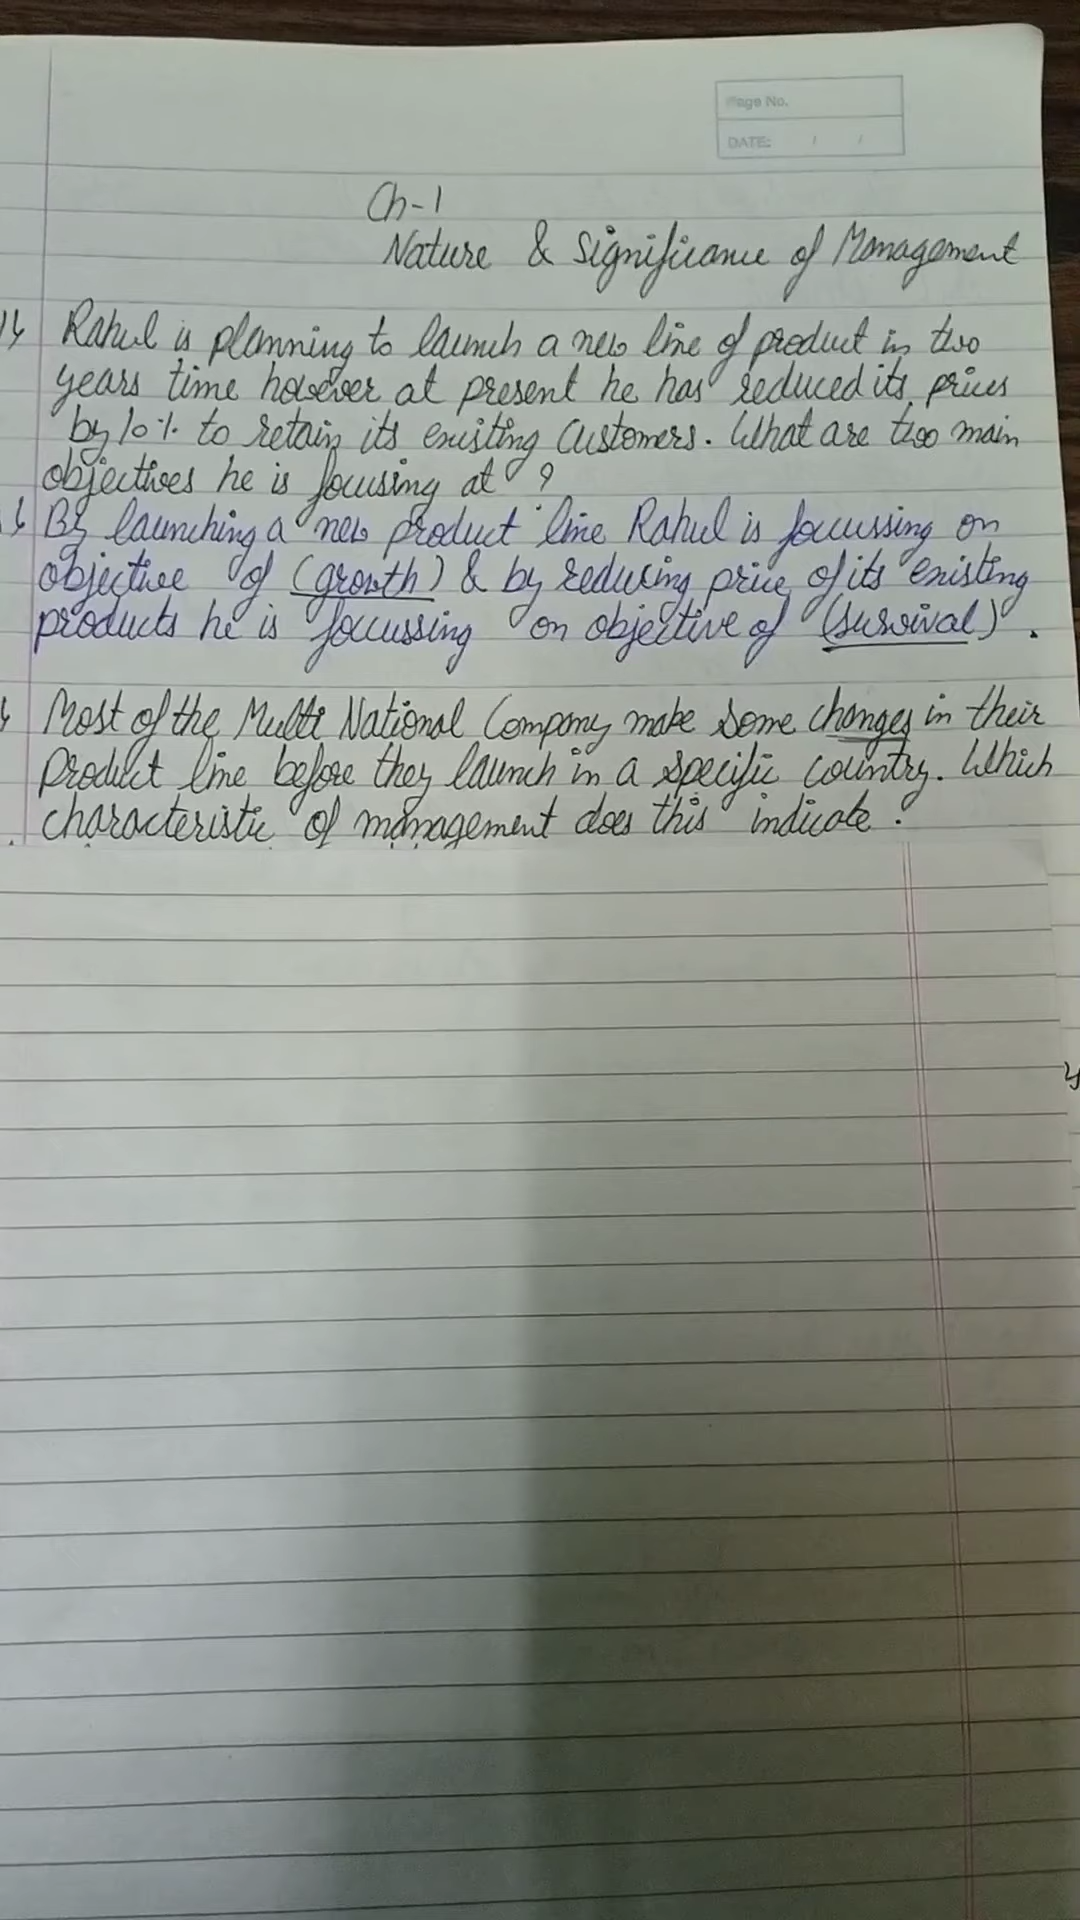 Page No.
DATE: / /
Ch-1
Nature & Significance of Management
1) Rahul is planning to launch a new line of product in two
years time however at present he has reduced its prices
by 10% to retain its existing customers. What are two main
objectives he is focusing at ?
By launching a new product line Rahul is focussing on
objective of (growth) & by reducing price of its existing
products he is focussing on objective of (survival).
Most of the Multi National Company make some changes in their
Product line before they launch in a specific country. Which
characteristic of management does this indicate ?